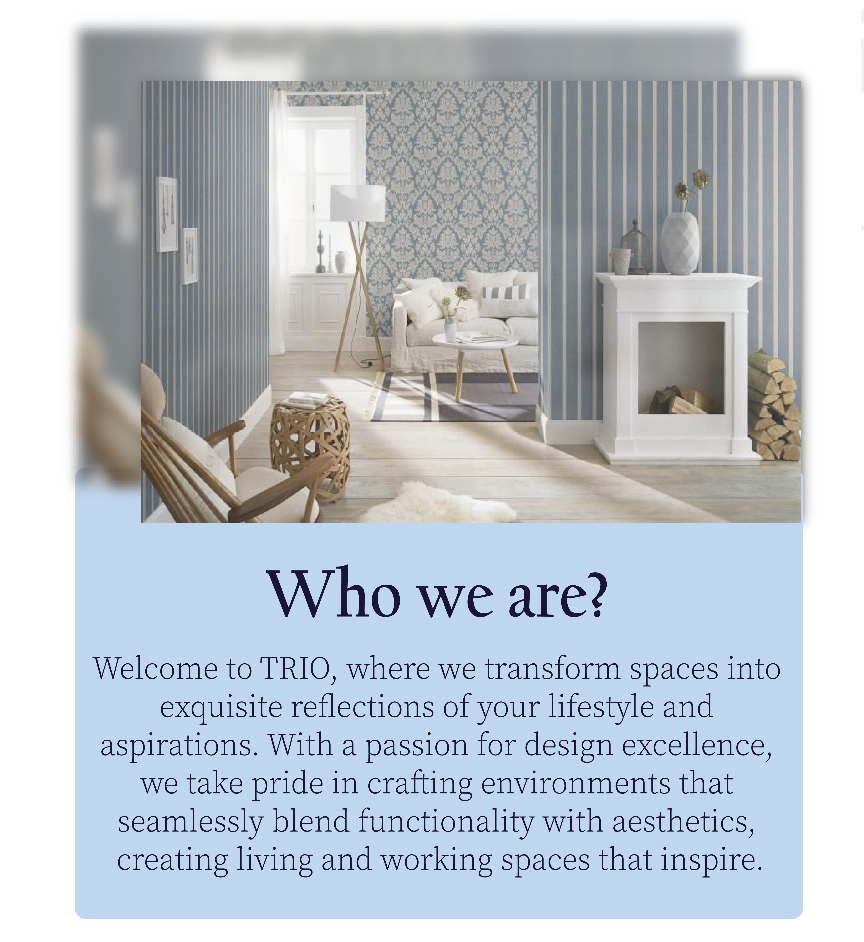 Who we are?
Welcome to TRIO, where we transform spaces into
exquisite reflections of your lifestyle and
aspirations. With a passion for design excellence,
we take pride in crafting environments that
seamlessly blend functionality with aesthetics,
creating living and working spaces that inspire.